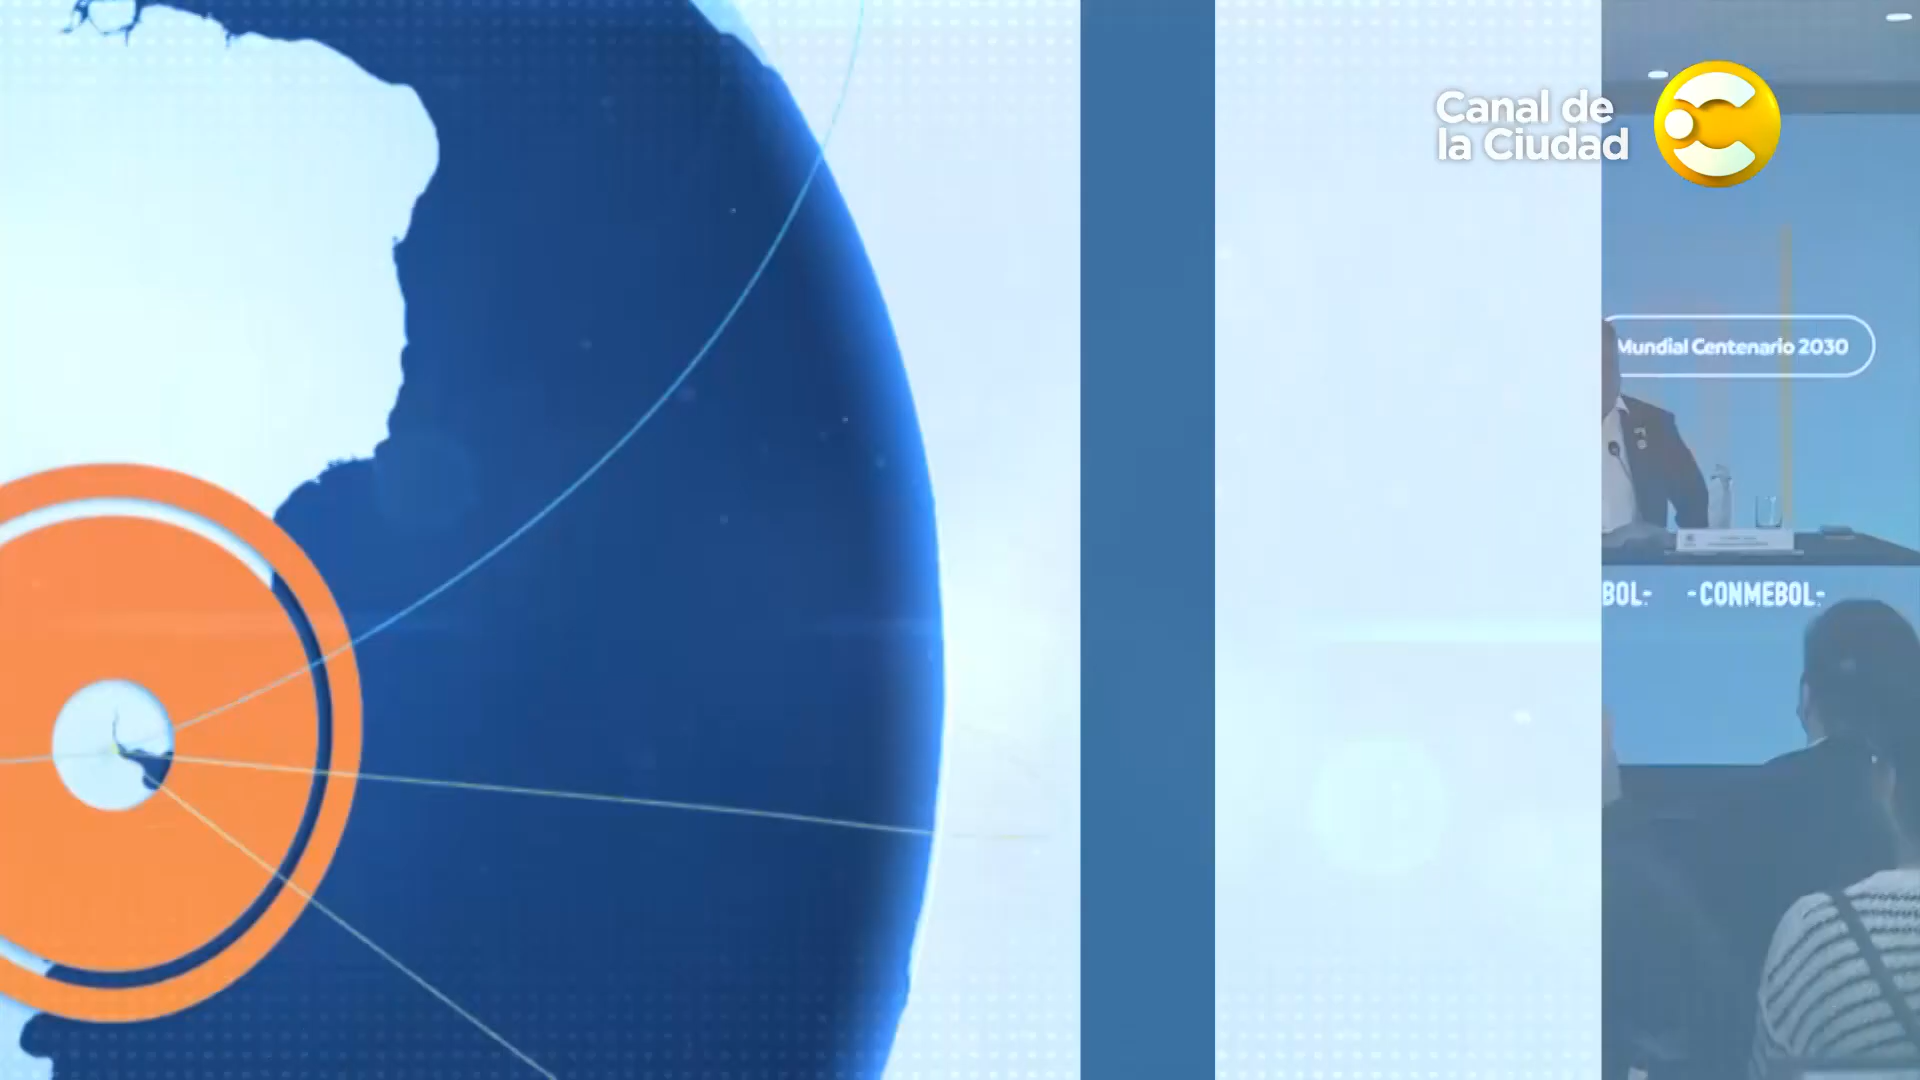 Canal de
la Ciudad
Mundial Centenario 2030
BOL- -CONMEBOL-